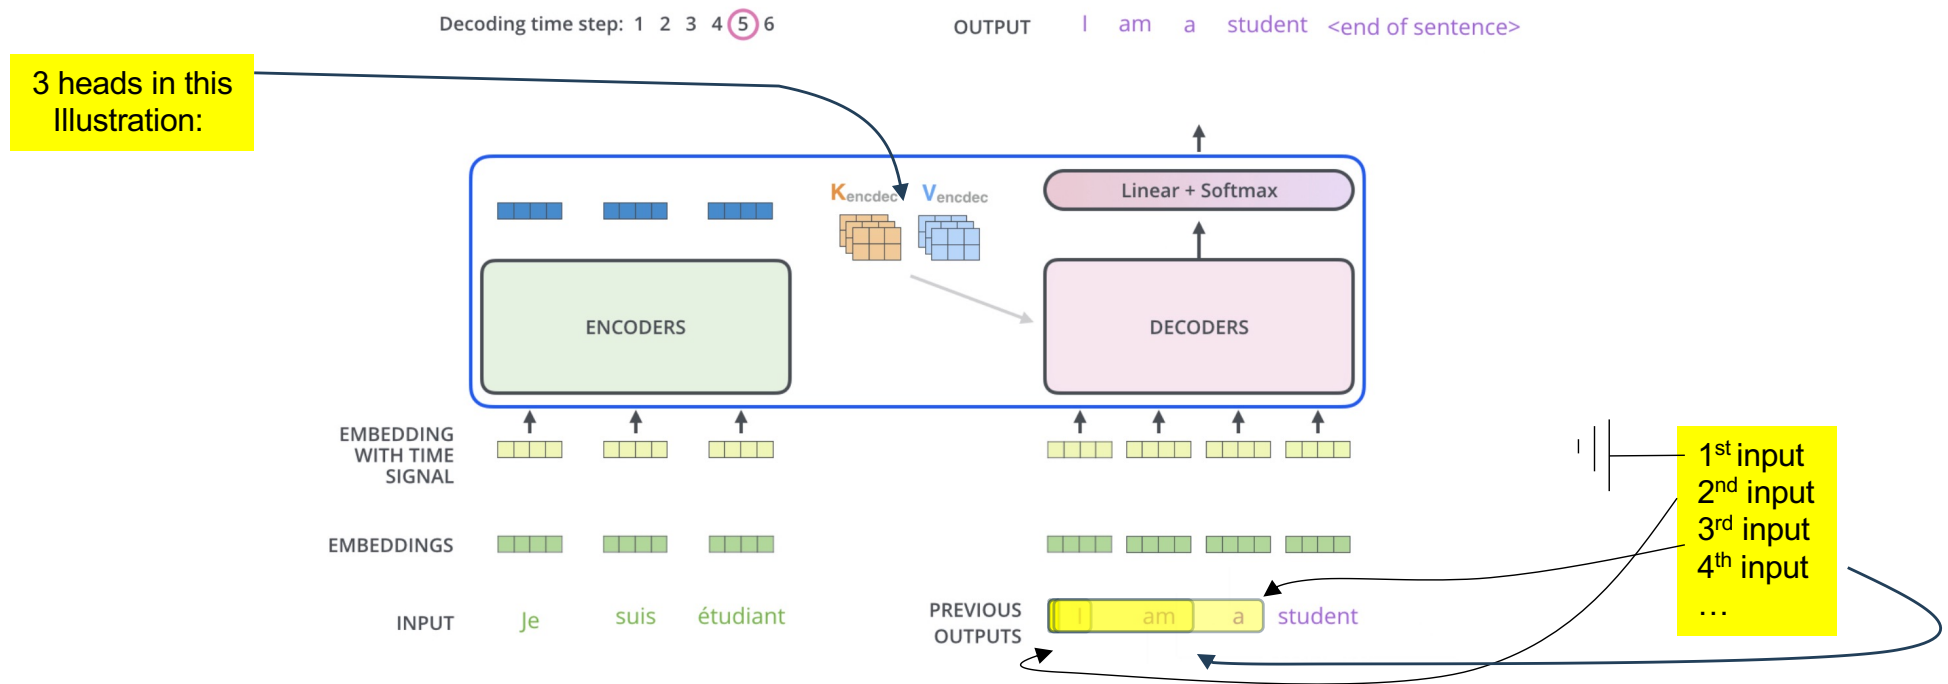 Decoding time step: 1 2 3 4 5 6
OUTPUT I am a student <end of sentence>
3 heads in this
Illustration:
Kencdec Vencdec
Linear + Softmax
ENCODERS
DECODERS
EMBEDDING
WITH TIME
SIGNAL
EMBEDDINGS
INPUT Je suis étudiant
PREVIOUS
OUTPUTS
I am a student
1st input
2nd input
3rd input
4th input
…